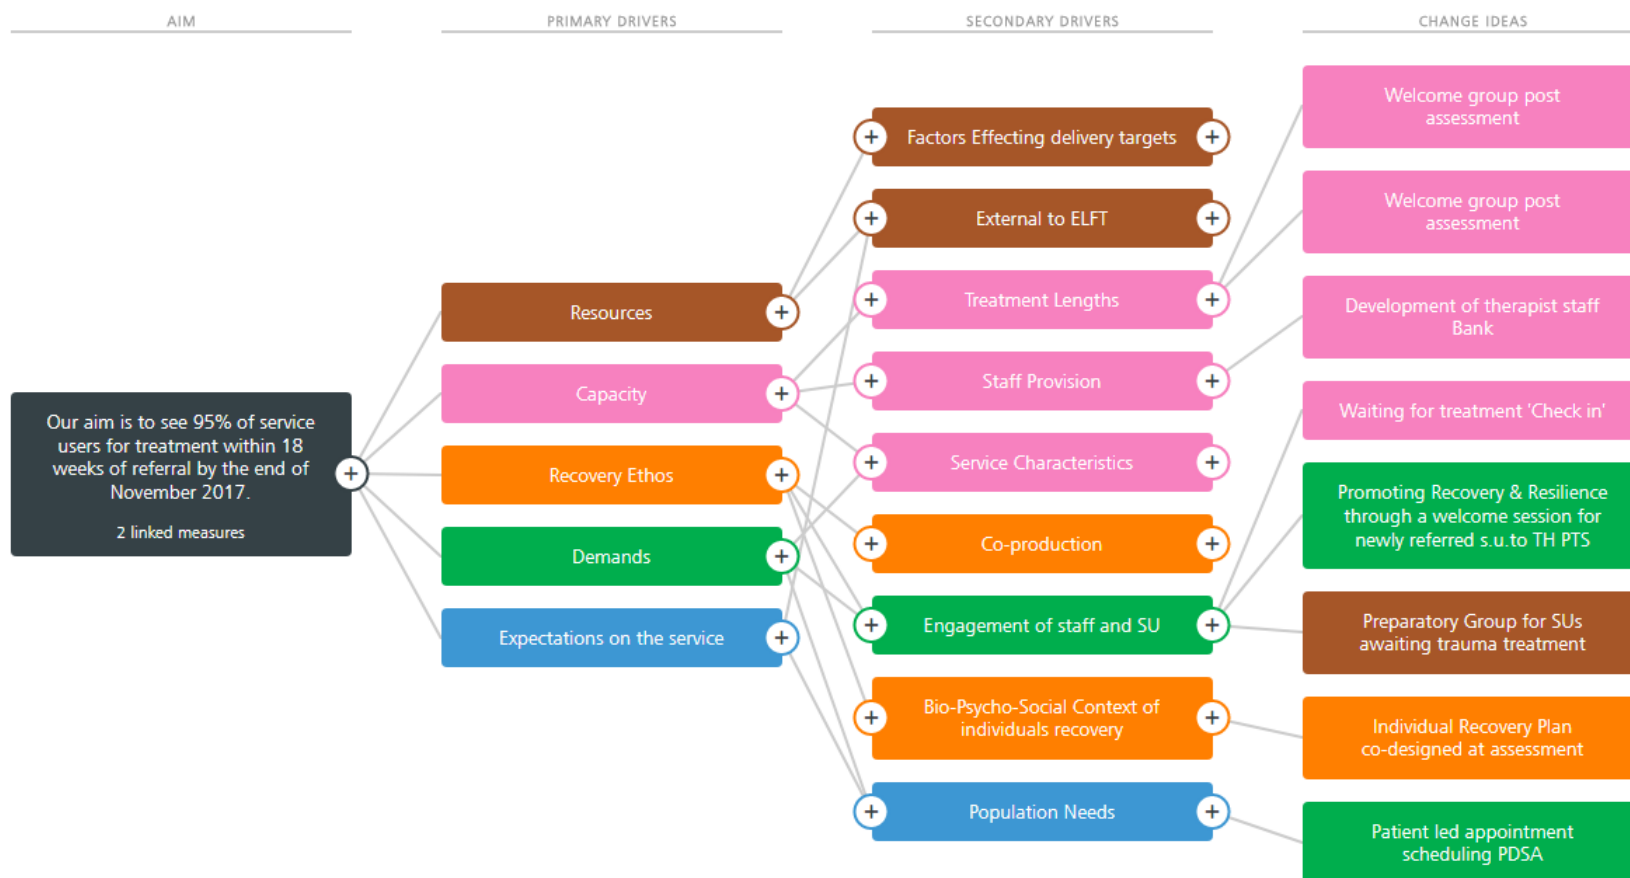 AIM
PRIMARY DRIVERS
SECONDARY DRIVERS
CHANGE IDEAS
Our aim is to see 95% of service
users for treatment within 18
weeks of referral by the end of
November 2017.
2 linked measures
Resources
Capacity
Recovery Ethos
Demands
Expectations on the service
Factors Effecting delivery targets
External to ELFT
Treatment Lengths
Staff Provision
Service Characteristics
Co-production
Engagement of staff and SU
Bio-Psycho-Social Context of
individuals recovery
Population Needs
Welcome group post
assessment
Welcome group post
assessment
Development of therapist staff
Bank
Waiting for treatment 'Check in'
Promoting Recovery & Resilience
through a welcome session for
newly referred s.u.to TH PTS
Preparatory Group for SUs
awaiting trauma treatment
Individual Recovery Plan
co-designed at assessment
Patient led appointment
scheduling PDSA